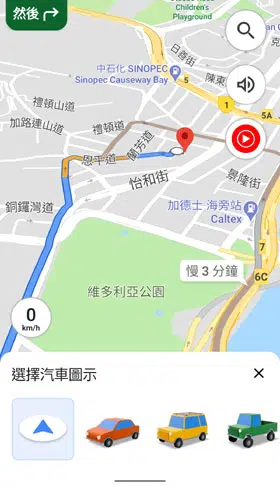 然後
Children's
Playground
日善街
中石化 SINOPEC
Sinopec Causeway Bay
陳東
禮頓山道
禮頓道
加路連山道
蘭芳道
恩平道
怡和街
景隆街
銅鑼灣道
加德士-海旁站
Caltex
1
5
7
6C
慢 3 分鐘
維多利亞公園
0
km/h
選擇汽車圖示